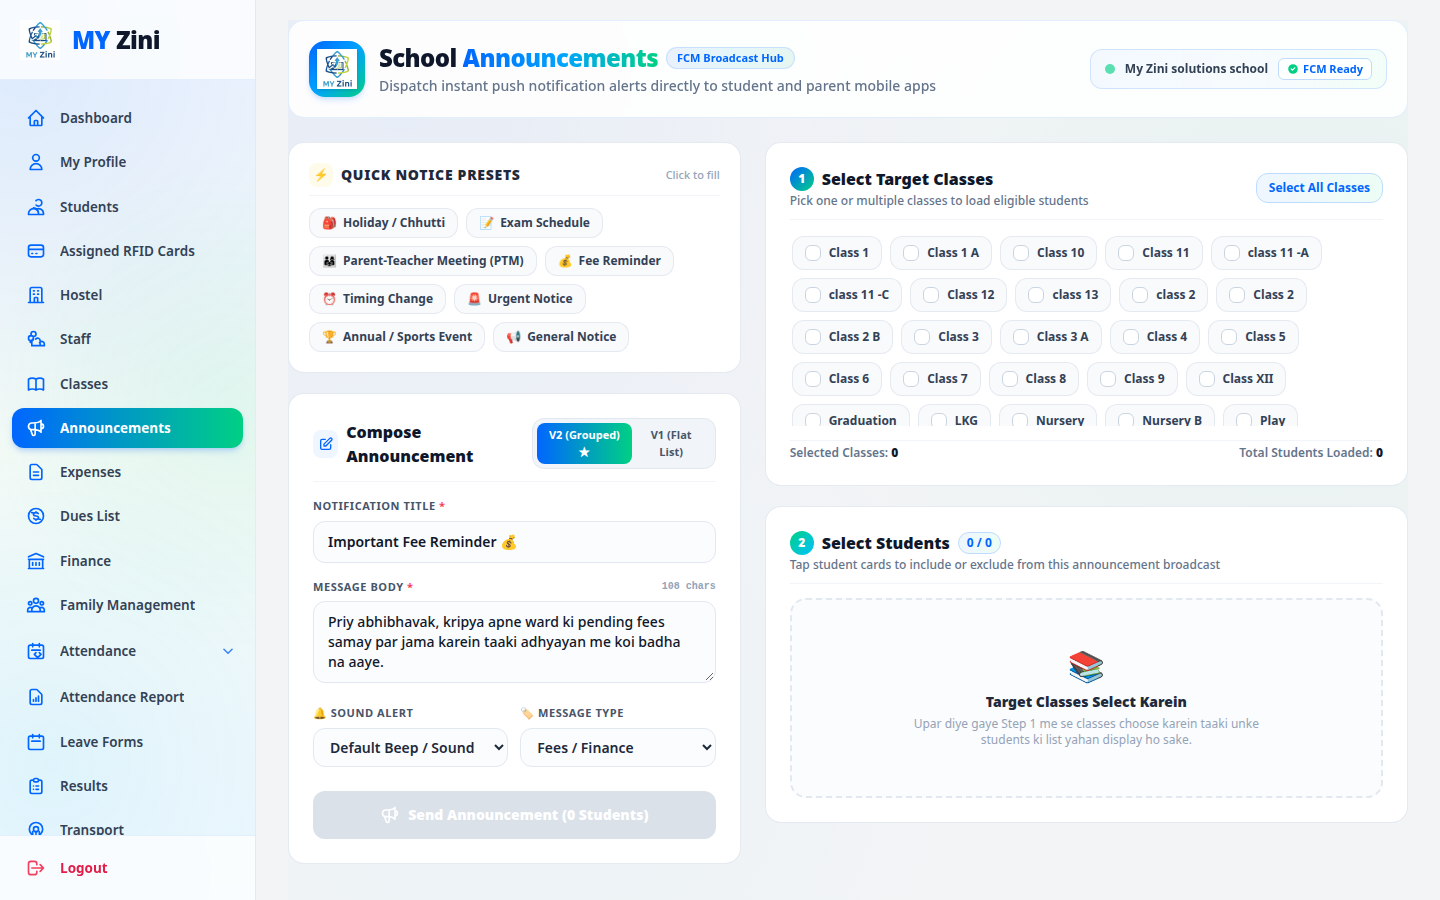 MY Zini
MY Zini
Dashboard
My Profile
Students
Assigned RFID Cards
Hostel
Staff
Classes
Announcements
Expenses
Dues List
Finance
Family Management
Attendance
Attendance Report
Leave Forms
Results
Transport
Logout
MY Zini
School Announcements
FCM Broadcast Hub
Dispatch instant push notification alerts directly to student and parent mobile apps
My Zini solutions school
FCM Ready
⚡ QUICK NOTICE PRESETS
Click to fill
🎒 Holiday / Chhutti
📝 Exam Schedule
👨‍👩‍👧 Parent-Teacher Meeting (PTM)
💰 Fee Reminder
⏰ Timing Change
🚨 Urgent Notice
🏆 Annual / Sports Event
📢 General Notice
Compose
Announcement
V2 (Grouped)
★
V1 (Flat
List)
NOTIFICATION TITLE *
Important Fee Reminder 💰
MESSAGE BODY *
108 chars
Priy abhibhavak, kripya apne ward ki pending fees
samay par jama karein taaki adhyayan me koi badha
na aaye.
🔔 SOUND ALERT
🏷️ MESSAGE TYPE
Default Beep / Sound
Fees / Finance
Send Announcement (0 Students)
1 Select Target Classes
Pick one or multiple classes to load eligible students
Select All Classes
Class 1
Class 1 A
Class 10
Class 11
class 11 -A
class 11 -C
Class 12
class 13
class 2
Class 2
Class 2 B
Class 3
Class 3 A
Class 4
Class 5
Class 6
Class 7
Class 8
Class 9
Class XII
Graduation
LKG
Nursery
Nursery B
Play
Selected Classes: 0
Total Students Loaded: 0
2 Select Students
0 / 0
Tap student cards to include or exclude from this announcement broadcast
Target Classes Select Karein
Upar diye gaye Step 1 me se classes choose karein taaki unke
students ki list yahan display ho sake.